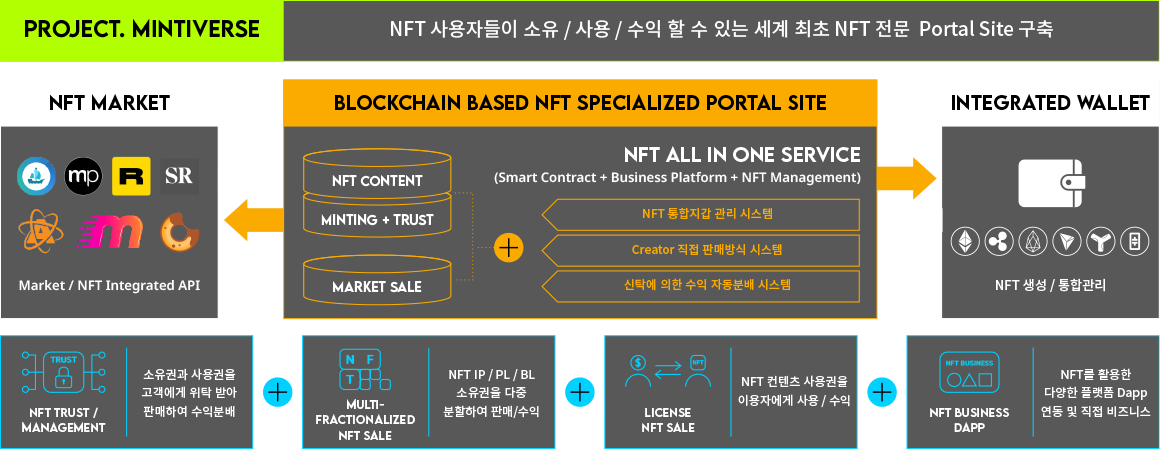 PROJECT. MINTIVERSE
NFT 사용자들이 소유 / 사용 / 수익 할 수 있는 세계 최초 NFT 전문 Portal Site 구축
NFT MARKET
mp
R
SR
m
Market / NFT Integrated API
BLOCKCHAIN BASED NFT SPECIALIZED PORTAL SITE
NFT CONTENT
MINTING + TRUST
MARKET SALE
NFT ALL IN ONE SERVICE
(Smart Contract + Business Platform + NFT Management)
NFT 통합지갑 관리 시스템
Creator 직접 판매방식 시스템
신탁에 의한 수익 자동분배 시스템
INTEGRATED WALLET
NFT 생성 / 통합관리
TRUST
NFT TRUST /
MANAGEMENT
소유권과 사용권을
고객에게 위탁 받아
판매하여 수익분배
N F
T
MULTI-
FRACTIONALIZED
NFT SALE
NFT IP / PL / BL
소유권을 다중
분할하여 판매/수익
$
NFT
LICENSE
NFT SALE
NFT 컨텐츠 사용권을
이용자에게 사용 / 수익
NFT BUSINESS
NFT BUSINESS
DAPP
NFT를 활용한
다양한 플랫폼 Dapp
연동 및 직접 비즈니스